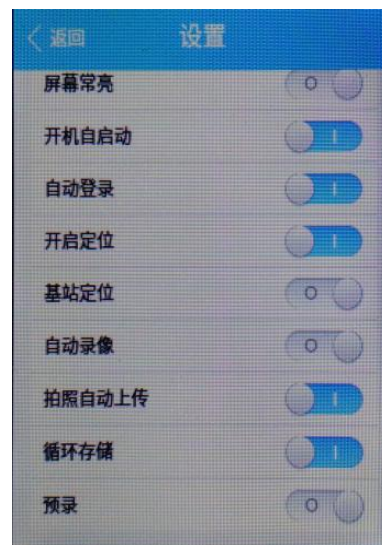 返回 设置
屏幕常亮 O
开机自启动 I
自动登录 I
开启定位 I
基站定位 O
自动录像 O
拍照自动上传 I
循环存储 I
预录 O